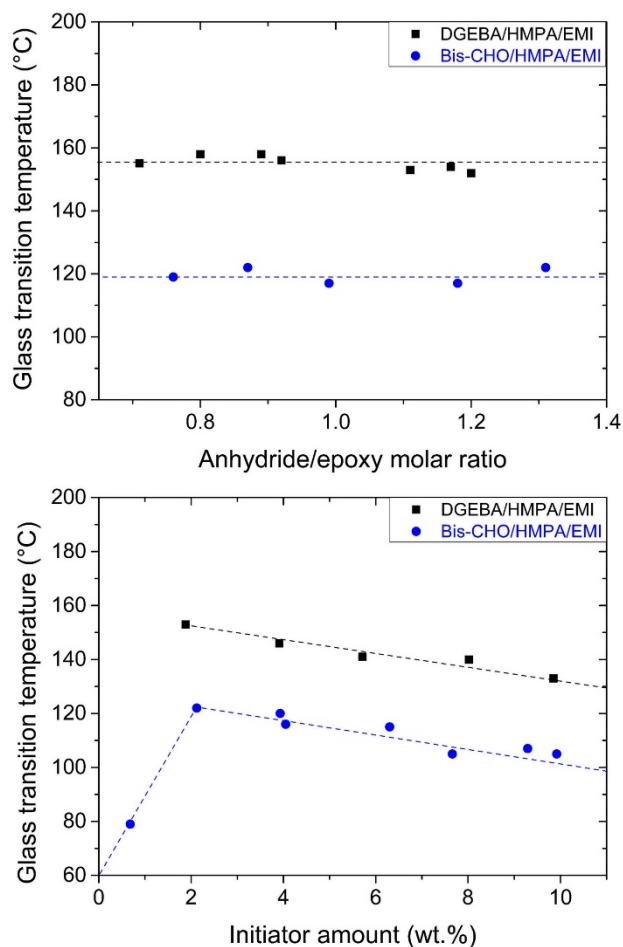 200
180
160
140
120
100
80
Glass transition temperature (°C)
DGEBA/HMPA/EMI
Bis-CHO/HMPA/EMI
0.8 1.0 1.2 1.4
Anhydride/epoxy molar ratio
200
180
160
140
120
100
80
60
Glass transition temperature (°C)
DGEBA/HMPA/EMI
Bis-CHO/HMPA/EMI
0 2 4 6 8 10
Initiator amount (wt.%)